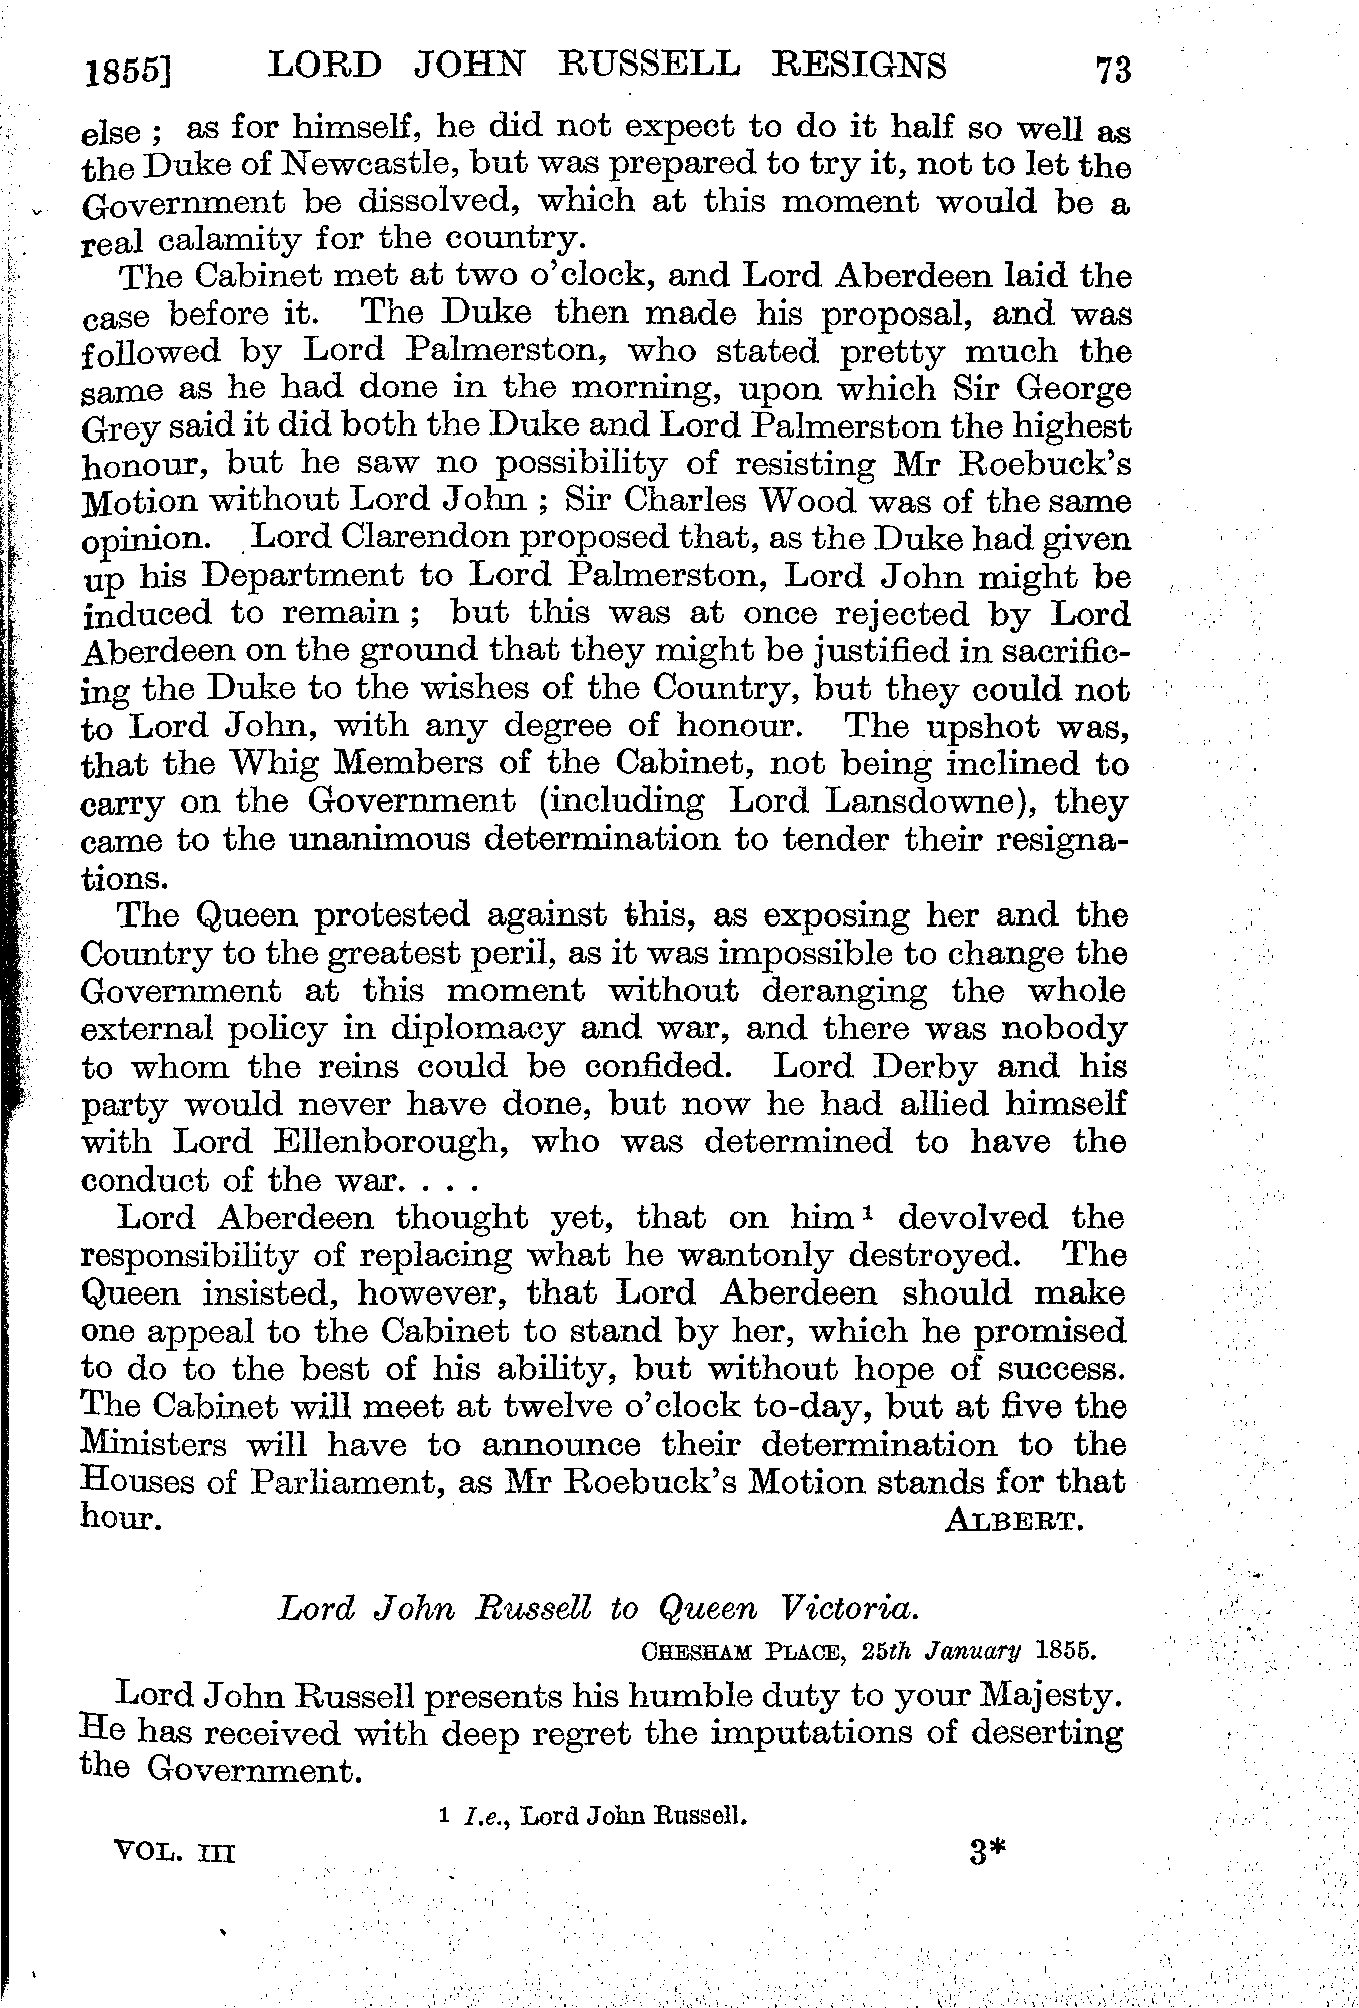 1855] LORD JOHN RUSSELL RESIGNS 73
else ; as for himself, he did not expect to do it half so well as
the Duke of Newcastle, but was prepared to try it, not to let the
Government be dissolved, which at this moment would be a
real calamity for the country.
The Cabinet met at two o'clock, and Lord Aberdeen laid the
case before it. The Duke then made his proposal, and was
followed by Lord Palmerston, who stated pretty much the
same as he had done in the morning, upon which Sir George
Grey said it did both the Duke and Lord Palmerston the highest
honour, but he saw no possibility of resisting Mr Roebuck's
Motion without Lord John ; Sir Charles Wood was of the same
opinion. Lord Clarendon proposed that, as the Duke had given
up his Department to Lord Palmerston, Lord John might be
induced to remain ; but this was at once rejected by Lord
Aberdeen on the ground that they might be justified in sacrific-
ing the Duke to the wishes of the Country, but they could not
to Lord John, with any degree of honour. The upshot was,
that the Whig Members of the Cabinet, not being inclined to
carry on the Government (including Lord Lansdowne), they
came to the unanimous determination to tender their resigna-
tions.
The Queen protested against this, as exposing her and the
Country to the greatest peril, as it was impossible to change the
Government at this moment without deranging the whole
external policy in diplomacy and war, and there was nobody
to whom the reins could be confided. Lord Derby and his
party would never have done, but now he had allied himself
with Lord Ellenborough, who was determined to have the
conduct of the war. . . .
Lord Aberdeen thought yet, that on him 1 devolved the
responsibility of replacing what he wantonly destroyed. The
Queen insisted, however, that Lord Aberdeen should make
one appeal to the Cabinet to stand by her, which he promised
to do to the best of his ability, but without hope of success.
The Cabinet will meet at twelve o'clock to-day, but at five the
Ministers will have to announce their determination to the
Houses of Parliament, as Mr Roebuck's Motion stands for that
hour. ALBERT.
Lord John Russell to Queen Victoria.
CHESHAM PLACE, 25th January 1855.
Lord John Russell presents his humble duty to your Majesty.
He has received with deep regret the imputations of deserting
the Government.
1 I.e., Lord John Russell.
VOL. III 3*